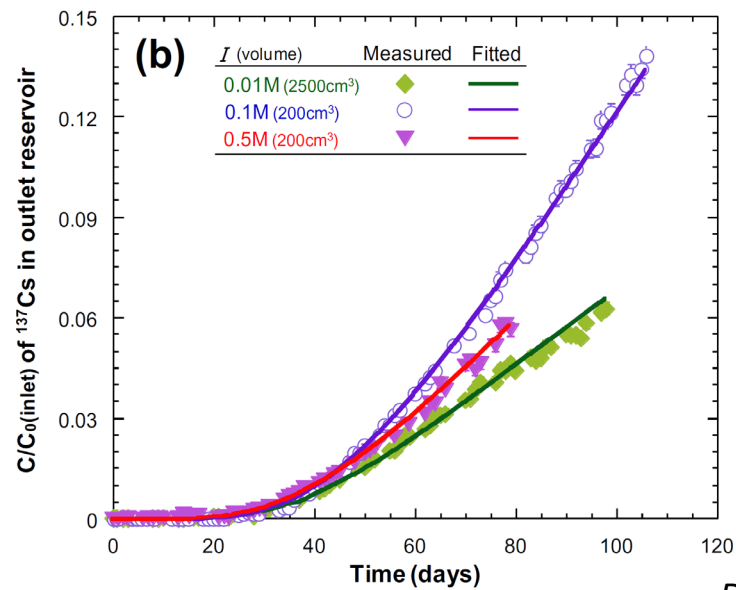 (b)
I (volume) Measured Fitted
0.01M (2500cm³)
0.1M (200cm³)
0.5M (200cm³)
0.15
0.12
0.09
0.06
0.03
0
0 20 40 60 80 100 120
C/C₀(inlet) of ¹³⁷Cs in outlet reservoir
Time (days)